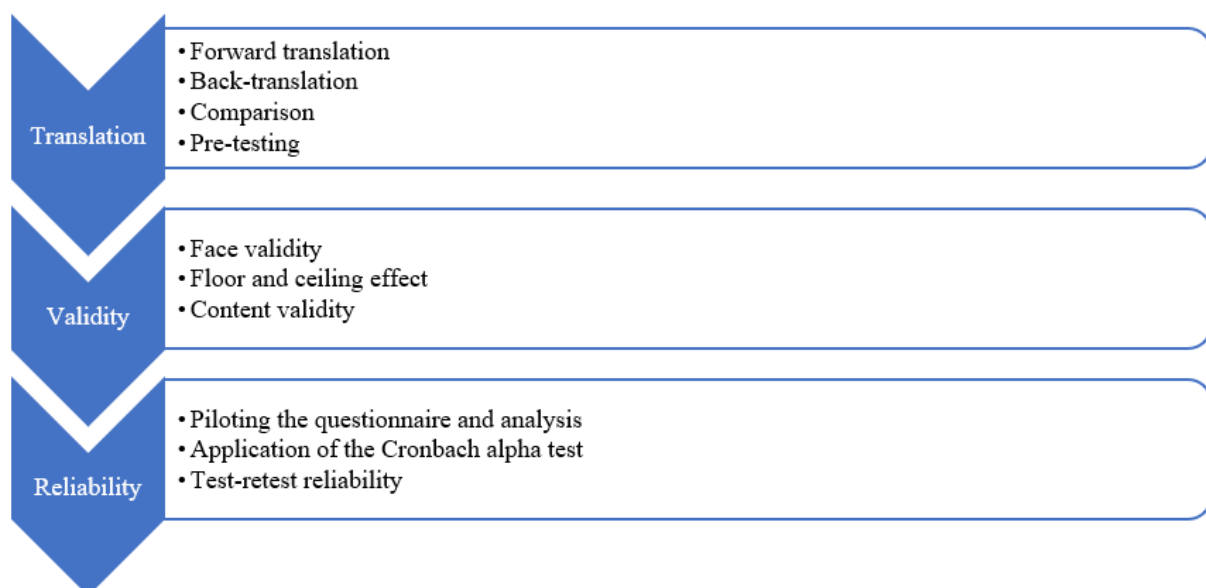 Translation
• Forward translation
• Back-translation
• Comparison
• Pre-testing
Validity
• Face validity
• Floor and ceiling effect
• Content validity
Reliability
• Piloting the questionnaire and analysis
• Application of the Cronbach alpha test
• Test-retest reliability